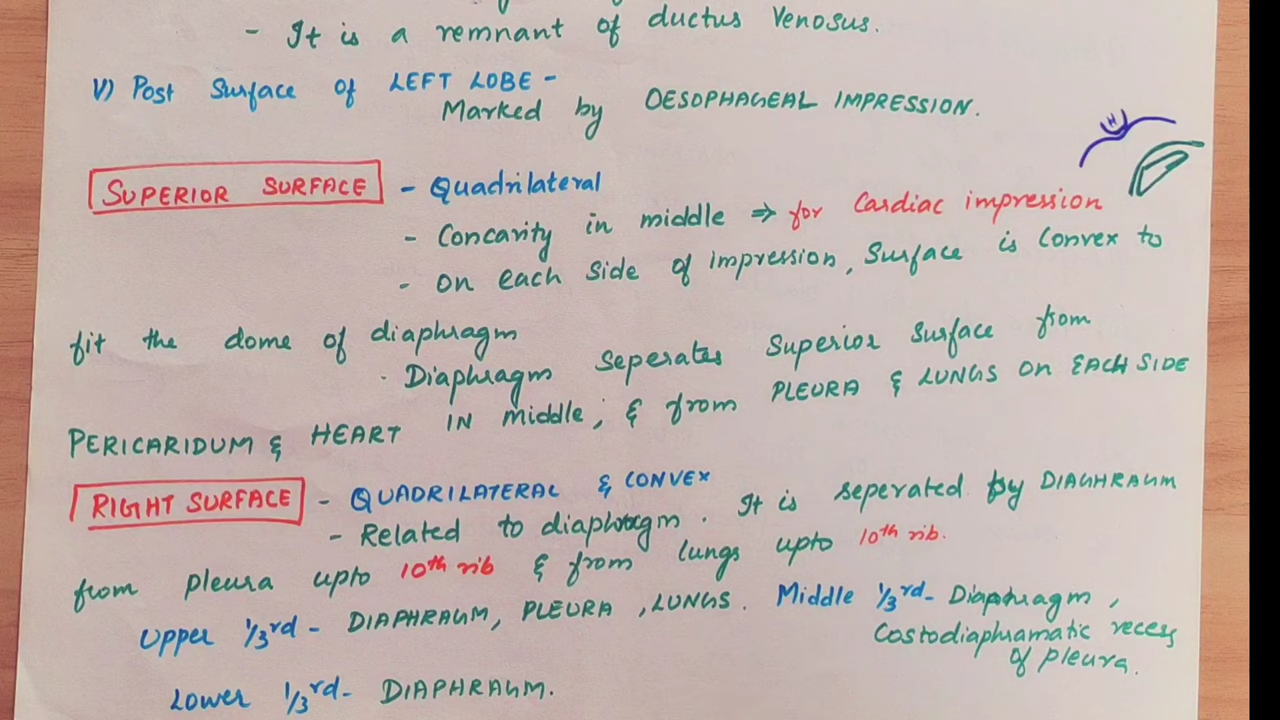 - It is a remnant of ductus venosus.
V) Post Surface of LEFT LOBE -
Marked by OESOPHAGEAL IMPRESSION.
SUPERIOR SURFACE - Quadrilateral
- Concavity in middle ⇒ for Cardiac impression
- on each side of impression, Surface is Convex to
fit the dome of diaphragm
. Diaphragm seperates Superior Surface from
PERICARIDUM & HEART IN middle, & from PLEURA & LUNGS ON EACH SIDE
RIGHT SURFACE - QUADRILATERAL & CONVEX
- Related to diaphragm. It is seperated by DIAGHRAGM
from pleura upto 10th rib & from lungs upto 10th rib.
Upper 1/3rd - DIAPHRAGM, PLEURA, LUNGS. Middle 1/3rd - Diaphragm,
Costodiaphramatic recess
of pleura.
Lower 1/3rd - DIAPHRAGM.
H